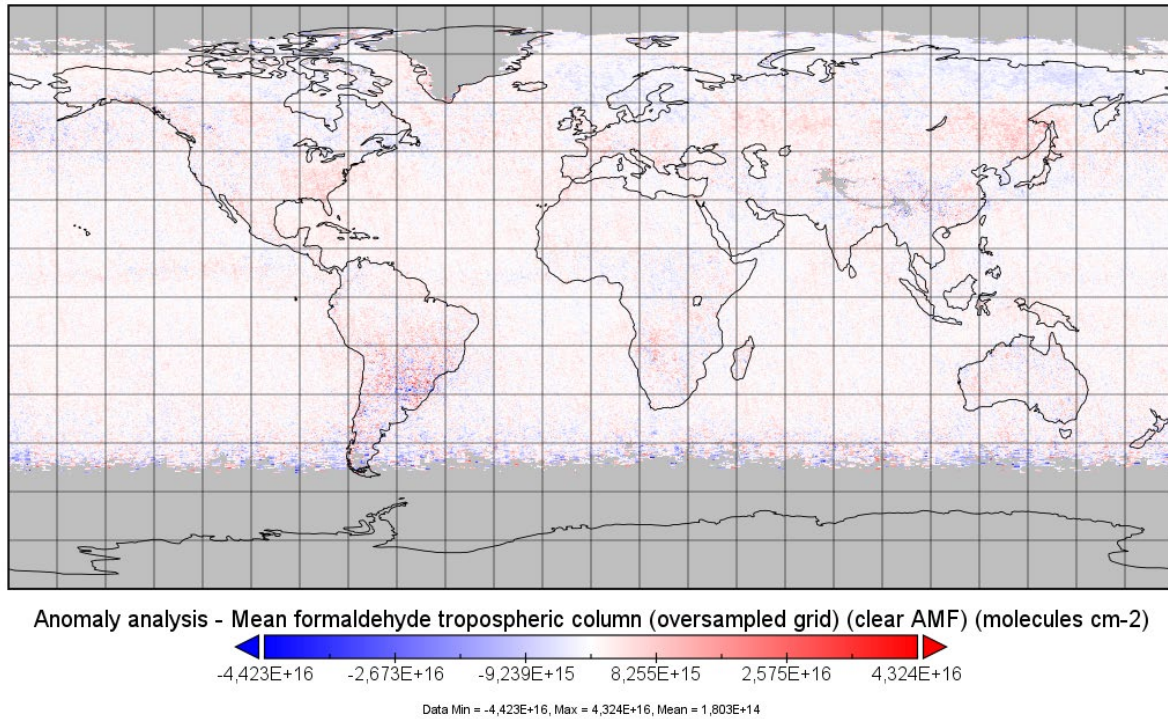 Anomaly analysis - Mean formaldehyde tropospheric column (oversampled grid) (clear AMF) (molecules cm-2)
-4,423E+16 -2,673E+16 -9,239E+15 8,255E+15 2,575E+16 4,324E+16
Data Min = -4,423E+16, Max = 4,324E+16, Mean = 1,803E+14